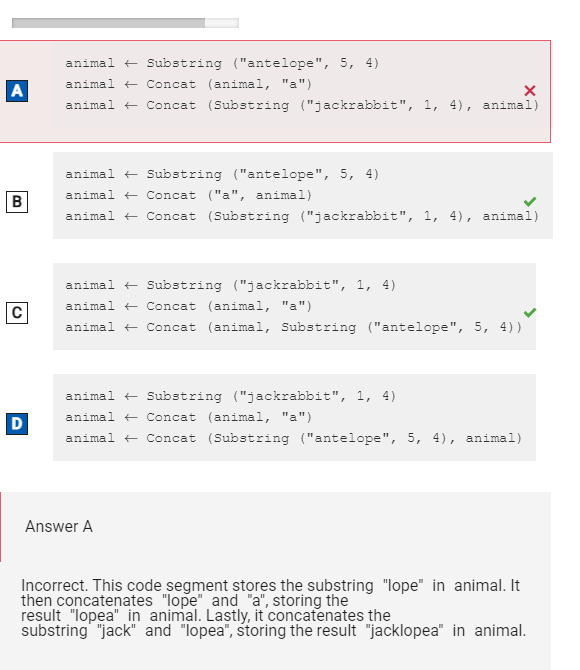 animal ← Substring ("antelope", 5, 4)
animal ← Concat (animal, "a")
A
animal ← Concat (Substring ("jackrabbit", 1, 4), animal)
animal ← Substring ("antelope", 5, 4)
B
animal ← Concat ("a", animal)
animal ← Concat (Substring ("jackrabbit", 1, 4), animal)
animal ← Substring ("jackrabbit", 1, 4)
C
animal ← Concat (animal, "a")
animal ← Concat (animal, Substring ("antelope", 5, 4))
animal ← Substring ("jackrabbit", 1, 4)
D
animal ← Concat (animal, "a")
animal ← Concat (Substring ("antelope", 5, 4), animal)
Answer A
Incorrect. This code segment stores the substring "lope" in animal. It
then concatenates "lope" and "a", storing the
result "lopea" in animal. Lastly, it concatenates the
substring "jack" and "lopea", storing the result "jacklopea" in animal.